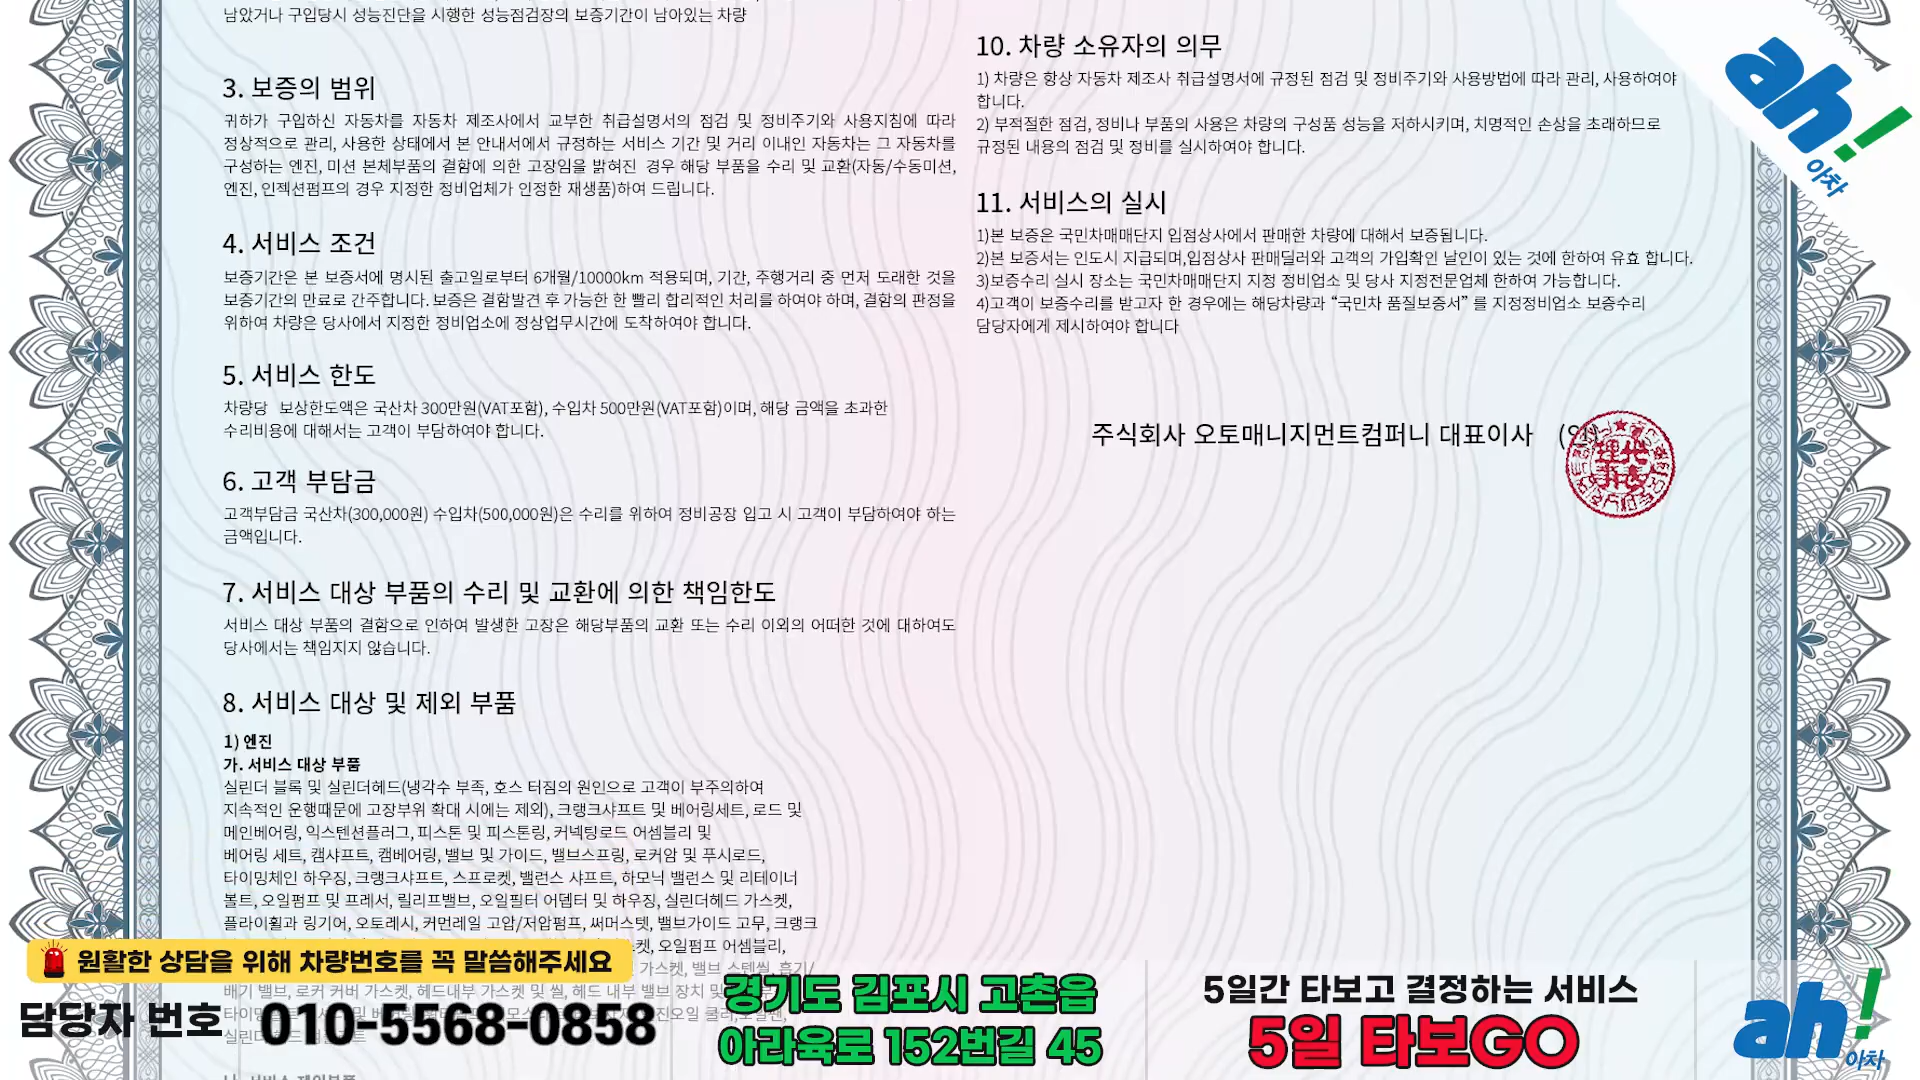 남았거나 구입당시 성능진단을 시행한 성능점검장의 보증기간이 남아있는 차량
3. 보증의 범위
귀하가 구입하신 자동차를 자동차 제조사에서 교부한 취급설명서의 점검 및 정비주기와 사용지침에 따라
정상적으로 관리, 사용한 상태에서 본 안내서에서 규정하는 서비스 기간 및 거리 이내인 자동차는 그 자동차를
구성하는 엔진, 미션 본체부품의 결함에 의한 고장임을 밝혀진 경우 해당 부품을 수리 및 교환(자동/수동미션,
엔진, 인젝션펌프의 경우 지정한 정비업체가 인정한 재생품)하여 드립니다.
4. 서비스 조건
보증기간은 본 보증서에 명시된 출고일로부터 6개월/10000km 적용되며, 기간, 주행거리 중 먼저 도래한 것을
보증기간의 만료로 간주합니다. 보증은 결함발견 후 가능한 한 빨리 합리적인 처리를 하여야 하며, 결함의 판정을
위하여 차량은 당사에서 지정한 정비업소에 정상업무시간에 도착하여야 합니다.
5. 서비스 한도
차량당 보상한도액은 국산차 300만원(VAT포함), 수입차 500만원(VAT포함)이며, 해당 금액을 초과한
수리비용에 대해서는 고객이 부담하여야 합니다.
6. 고객 부담금
고객부담금 국산차(300,000원) 수입차(500,000원)은 수리를 위하여 정비공장 입고 시 고객이 부담하여야 하는
금액입니다.
7. 서비스 대상 부품의 수리 및 교환에 의한 책임한도
서비스 대상 부품의 결함으로 인하여 발생한 고장은 해당부품의 교환 또는 수리 이외의 어떠한 것에 대하여도
당사에서는 책임지지 않습니다.
8. 서비스 대상 및 제외 부품
1) 엔진
가. 서비스 대상 부품
실린더 블록 및 실린더헤드(냉각수 부족, 호스 터짐의 원인으로 고객이 부주의하여
지속적인 운행때문에 고장부위 확대 시에는 제외), 크랭크샤프트 및 베어링세트, 로드 및
메인베어링, 익스텐션플러그, 피스톤 및 피스톤링, 커넥팅로드 어셈블리 및
베어링 세트, 캠샤프트, 캠베어링, 밸브 및 가이드, 밸브스프링, 로커암 및 푸시로드,
타이밍체인 하우징, 크랭크샤프트, 스프로켓, 밸런스 샤프트, 하모닉 밸런스 및 리테이너
볼트, 오일펌프 및 프레서, 릴리프밸브, 오일필터 어뎁터 및 하우징, 실린더헤드 가스켓,
플라이휠과 링기어, 오토레시, 커먼레일 고압/저압펌프, 써머스텟, 밸브가이드 고무, 크랭크
오일펌프 어셈블리,
가스켓, 밸브 스템씰, 흡기/
배기 밸브, 로커 커버 가스켓, 헤드내부 가스켓 및 씰, 헤드 내부 밸브 장치 및
10. 차량 소유자의 의무
1) 차량은 항상 자동차 제조사 취급설명서에 규정된 점검 및 정비주기와 사용방법에 따라 관리, 사용하여야
합니다.
2) 부적절한 점검, 정비나 부품의 사용은 차량의 구성품 성능을 저하시키며, 치명적인 손상을 초래하므로
규정된 내용의 점검 및 정비를 실시하여야 합니다.
11. 서비스의 실시
1)본 보증은 국민차매매단지 입점상사에서 판매한 차량에 대해서 보증됩니다.
2)본 보증서는 인도시 지급되며,입점상사 판매딜러와 고객의 가입확인 날인이 있는 것에 한하여 유효 합니다.
3)보증수리 실시 장소는 국민차매매단지 지정 정비업소 및 당사 지정전문업체 한하여 가능합니다.
4)고객이 보증수리를 받고자 한 경우에는 해당차량과 “국민차 품질보증서” 를 지정정비업소 보증수리
담당자에게 제시하여야 합니다
주식회사 오토매니지먼트컴퍼니 대표이사 (인)
ah!
아차
원활한 상담을 위해 차량번호를 꼭 말씀해주세요
담당자 번호 010-5568-0858
경기도 김포시 고촌읍
아라육로 152번길 45
5일간 타보고 결정하는 서비스
5일 타보GO
ah!
아차